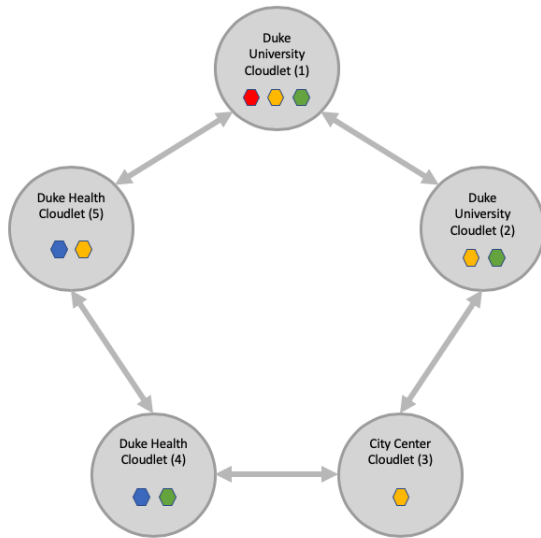 Duke
University
Cloudlet (1)
Duke Health
Cloudlet (5)
Duke
University
Cloudlet (2)
Duke Health
Cloudlet (4)
City Center
Cloudlet (3)